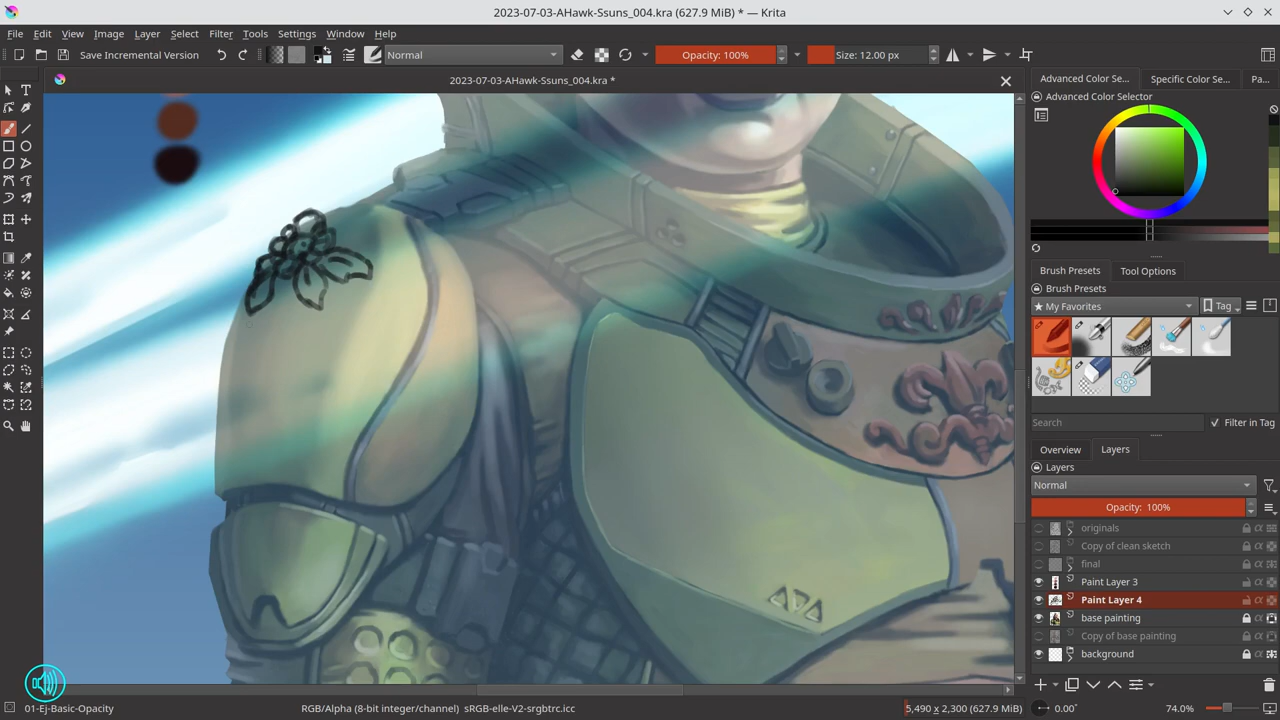 2023-07-03-AHawk-Ssuns_004.kra (627.9 MiB) * — Krita
File Edit View Image Layer Select Filter Tools Settings Window Help
Save Incremental Version Normal Opacity: 100% Size: 12.00 px
2023-07-03-AHawk-Ssuns_004.kra *
Advanced Color Se... Specific Color Se... Pa...
Advanced Color Selector
Brush Presets Tool Options
Brush Presets
★ My Favorites Tag
Search Filter in Tag
Overview Layers
Layers
Normal
Opacity: 100%
originals
Copy of clean sketch
final
Paint Layer 3
Paint Layer 4
base painting
Copy of base painting
background
01-Ej-Basic-Opacity RGB/Alpha (8-bit integer/channel) sRGB-elle-V2-srgbtrc.icc 5,490 x 2,300 (627.9 MiB) 0.00° 74.0%